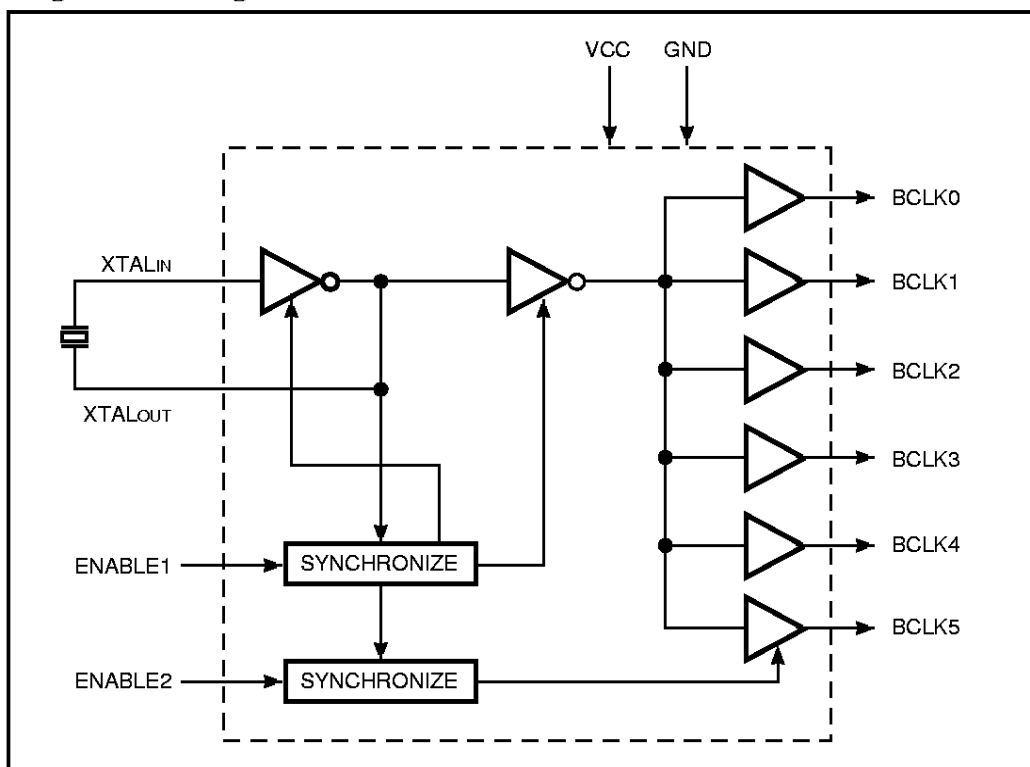 VCC GND
BCLK0
XTALIN
BCLK1
BCLK2
XTALOUT
BCLK3
ENABLE1
SYNCHRONIZE
BCLK4
BCLK5
ENABLE2
SYNCHRONIZE